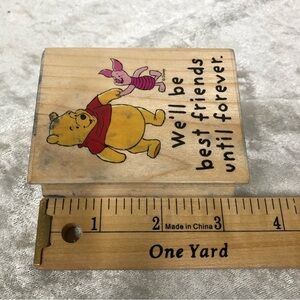 We'll be
best friends
until forever.
1 2 Made in China 3 4
One Yard